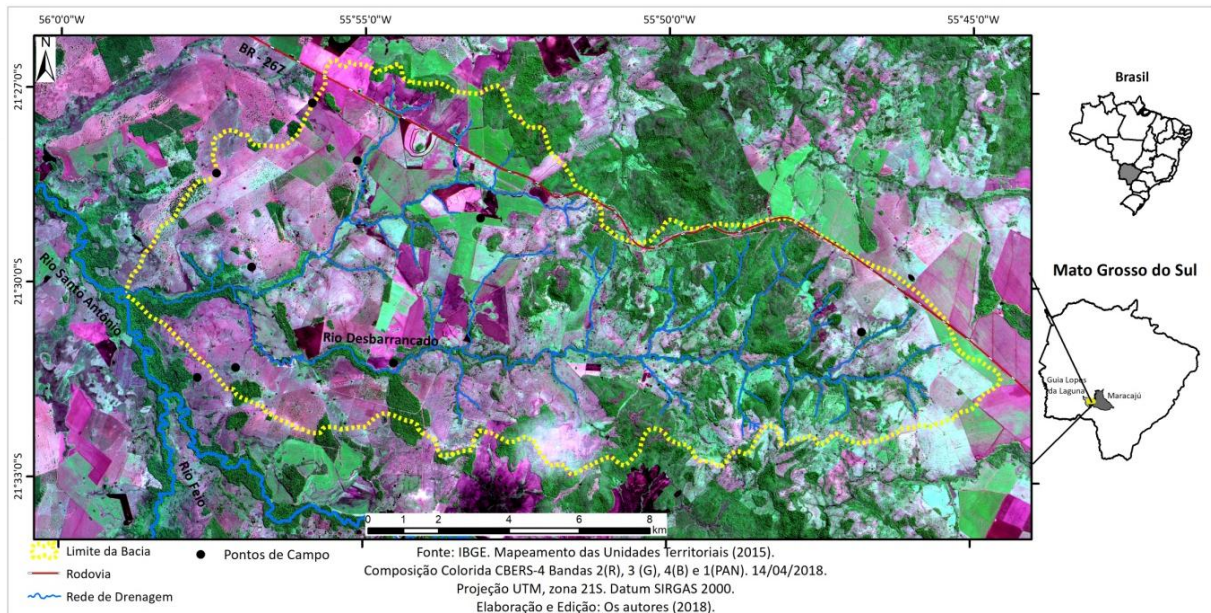 56°0'0"W
55°55'0"W
55°50'0"W
55°45'0"W
N
BR - 267
21°27'0"S
21°30'0"S
21°33'0"S
Rio Santo Antônio
Rio Desbarrancado
Rio Feio
0 1 2 4 6 8
km
Brasil
Mato Grosso do Sul
Guia Lopes
da Laguna
Maracajú
Limite da Bacia
Pontos de Campo
Rodovia
Rede de Drenagem
Fonte: IBGE. Mapeamento das Unidades Territoriais (2015).
Composição Colorida CBERS-4 Bandas 2(R), 3 (G), 4(B) e 1(PAN). 14/04/2018.
Projeção UTM, zona 21S. Datum SIRGAS 2000.
Elaboração e Edição: Os autores (2018).